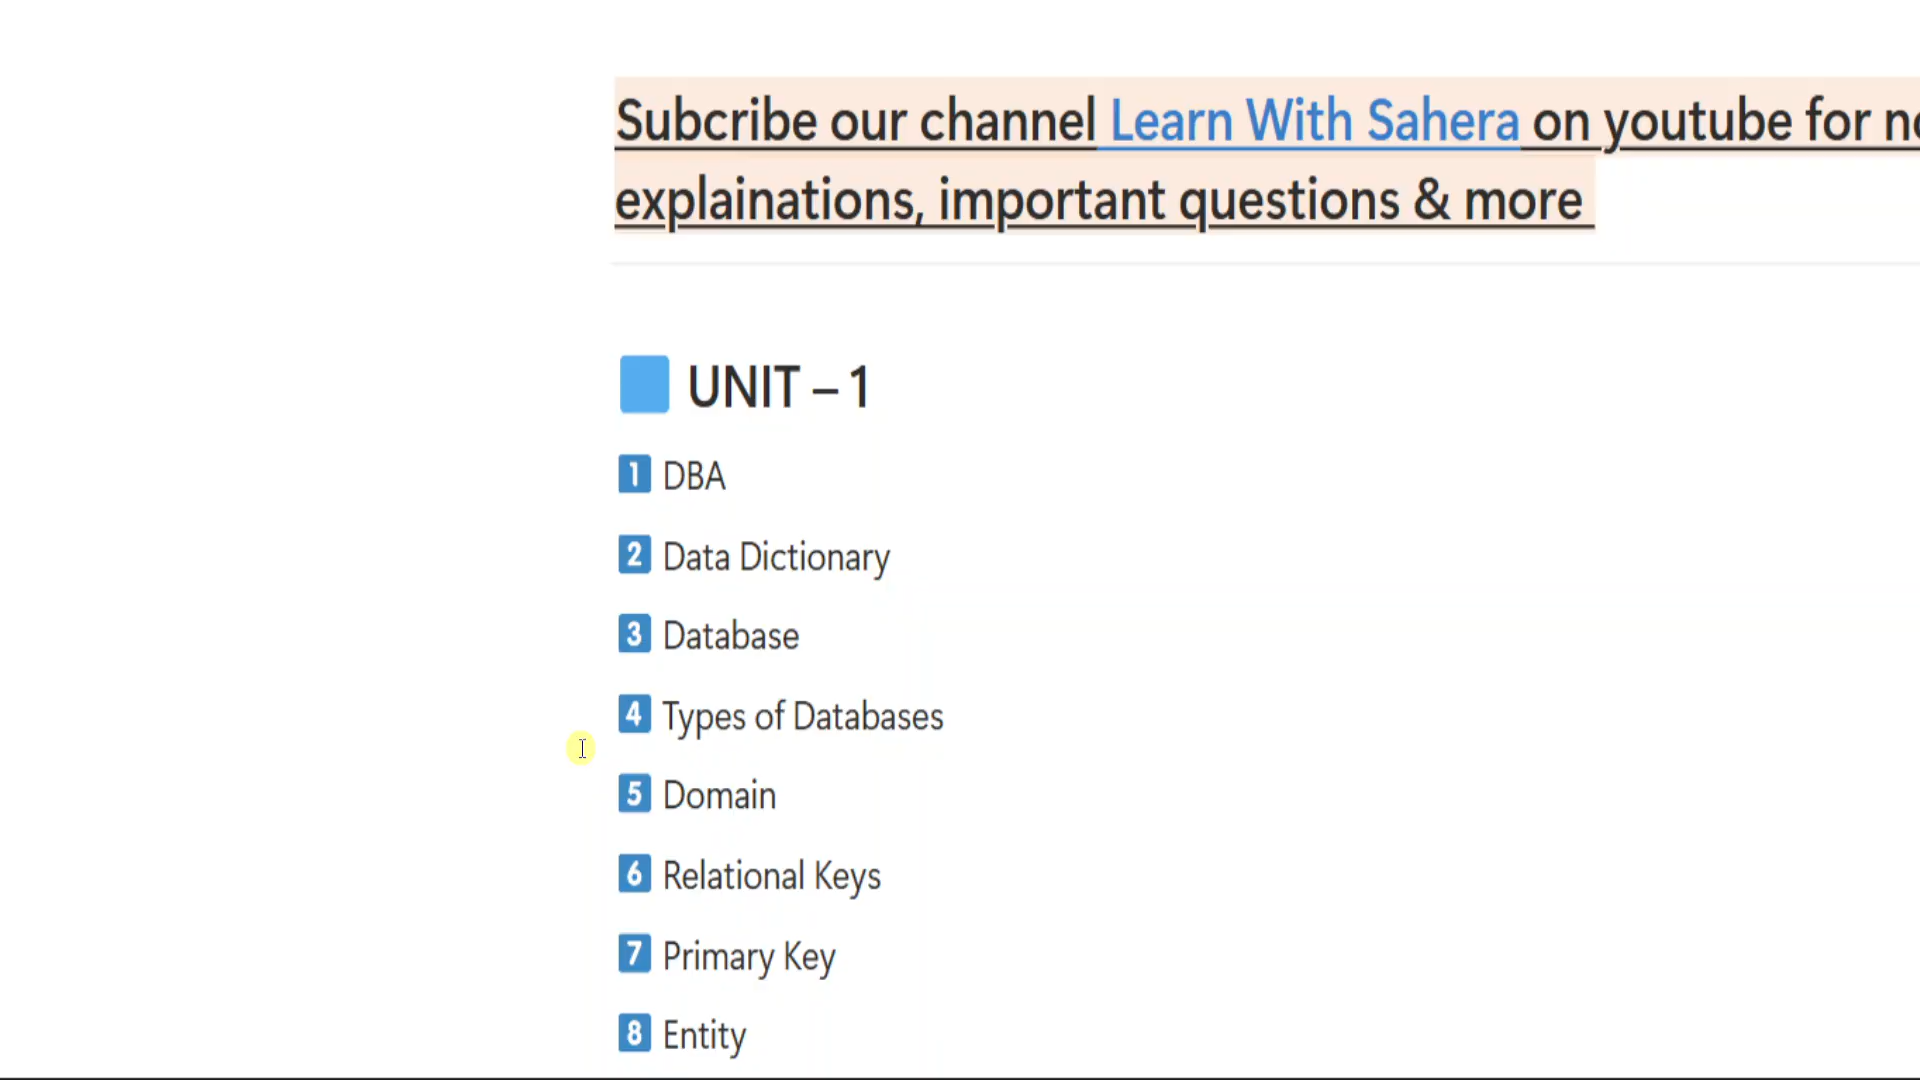 Subcribe our channel Learn With Sahera on youtube for
explainations, important questions & more
UNIT – 1
1 DBA
2 Data Dictionary
3 Database
4 Types of Databases
5 Domain
6 Relational Keys
7 Primary Key
8 Entity